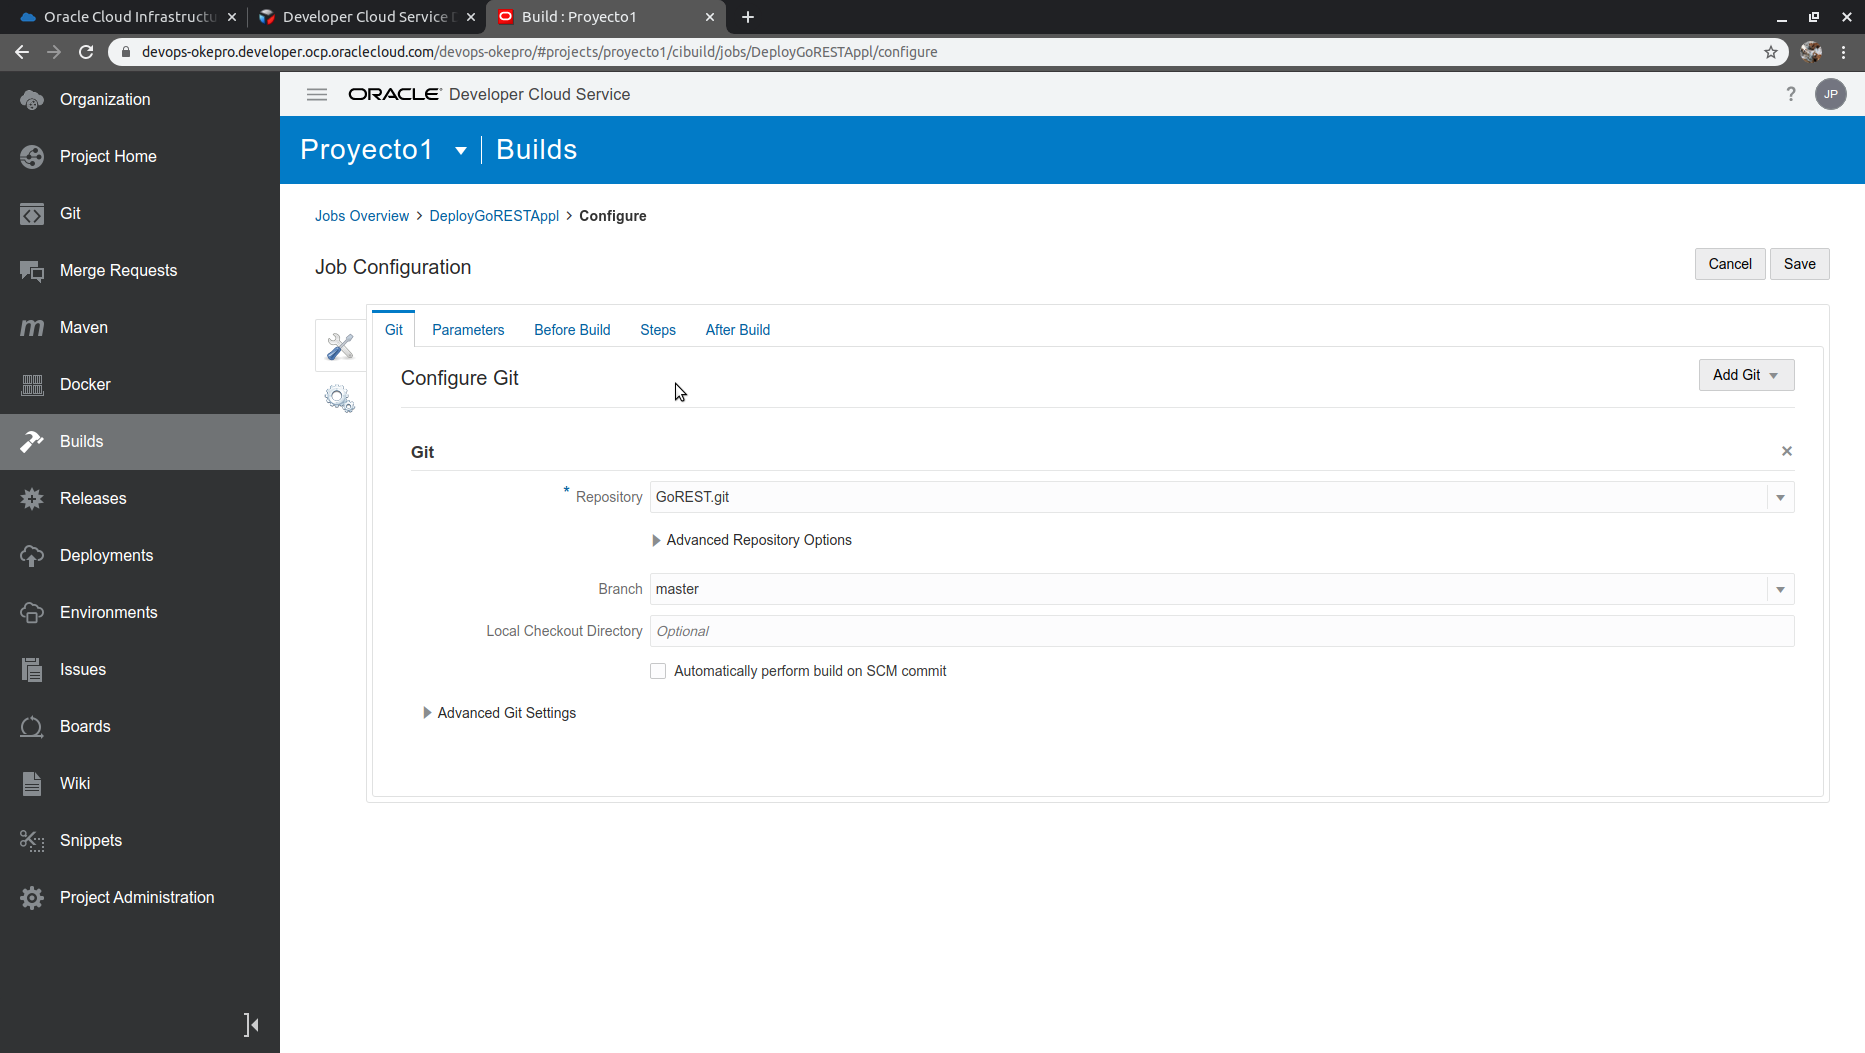 Oracle Cloud Infrastructu
Developer Cloud Service D
Build : Proyecto1
devops-okepro.developer.ocp.oraclecloud.com/devops-okepro/#projects/proyecto1/cibuild/jobs/DeployGoRESTAppl/configure
Organization
Project Home
Git
Merge Requests
Maven
Docker
Builds
Releases
Deployments
Environments
Issues
Boards
Wiki
Snippets
Project Administration
ORACLE Developer Cloud Service
? JP
Proyecto1 Builds
Jobs Overview > DeployGoRESTAppl > Configure
Job Configuration
Cancel Save
Git Parameters Before Build Steps After Build
Configure Git
Add Git
Git
* Repository GoREST.git
Advanced Repository Options
Branch master
Local Checkout Directory Optional
Automatically perform build on SCM commit
Advanced Git Settings